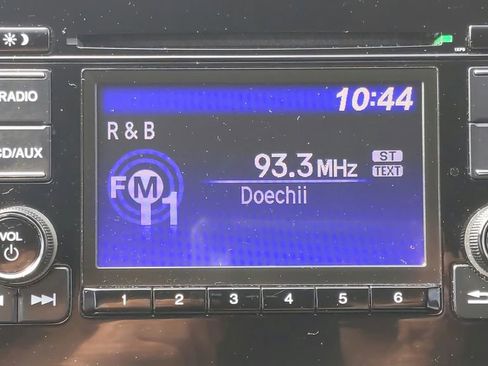 10:44
RADIO
R & B
CD/AUX
93.3 MHz
ST
TEXT
FM
1
Doechii
VOL
1 2 3 4 5 6